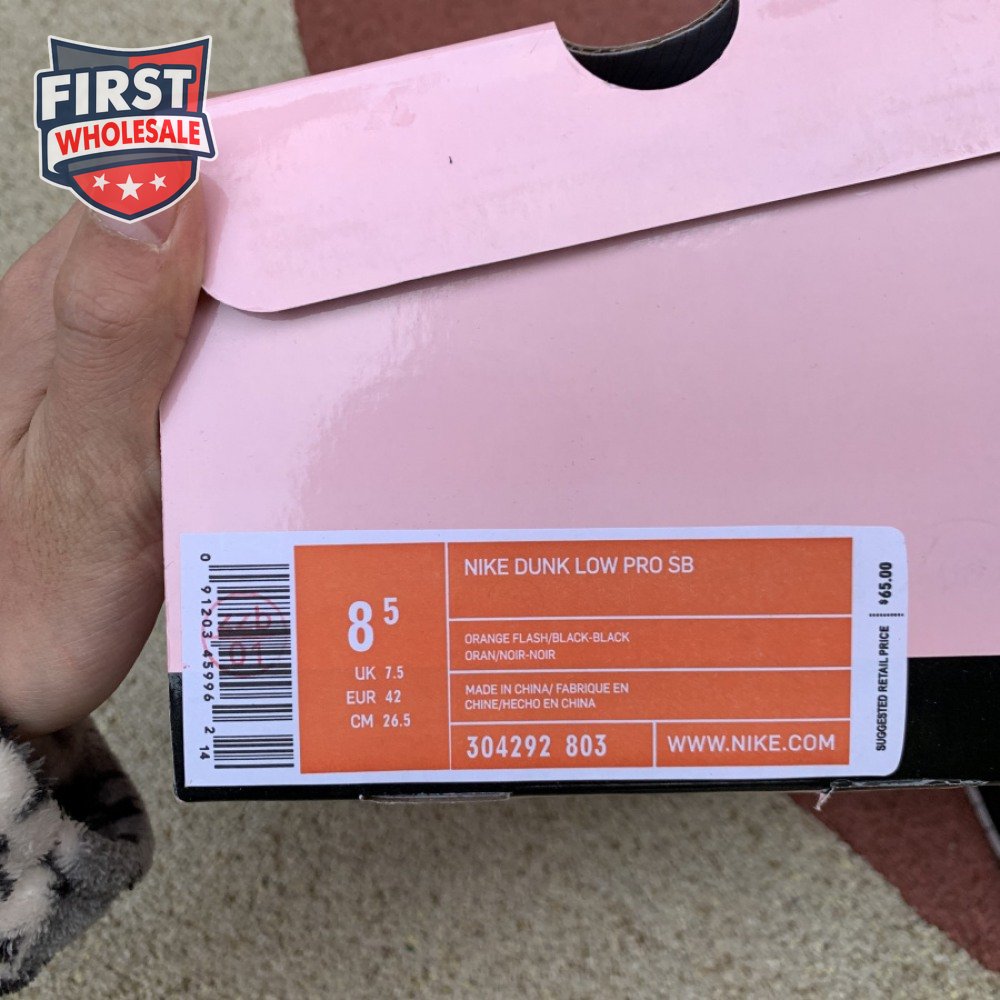 FIRST
WHOLESALE
0 91203 45996 2 14
8 5
UK 7.5
EUR 42
CM 26.5
NIKE DUNK LOW PRO SB
ORANGE FLASH/BLACK-BLACK
ORAN/NOIR-NOIR
MADE IN CHINA/ FABRIQUE EN
CHINE/HECHO EN CHINA
304292 803
WWW.NIKE.COM
SUGGESTED RETAIL PRICE $65.00